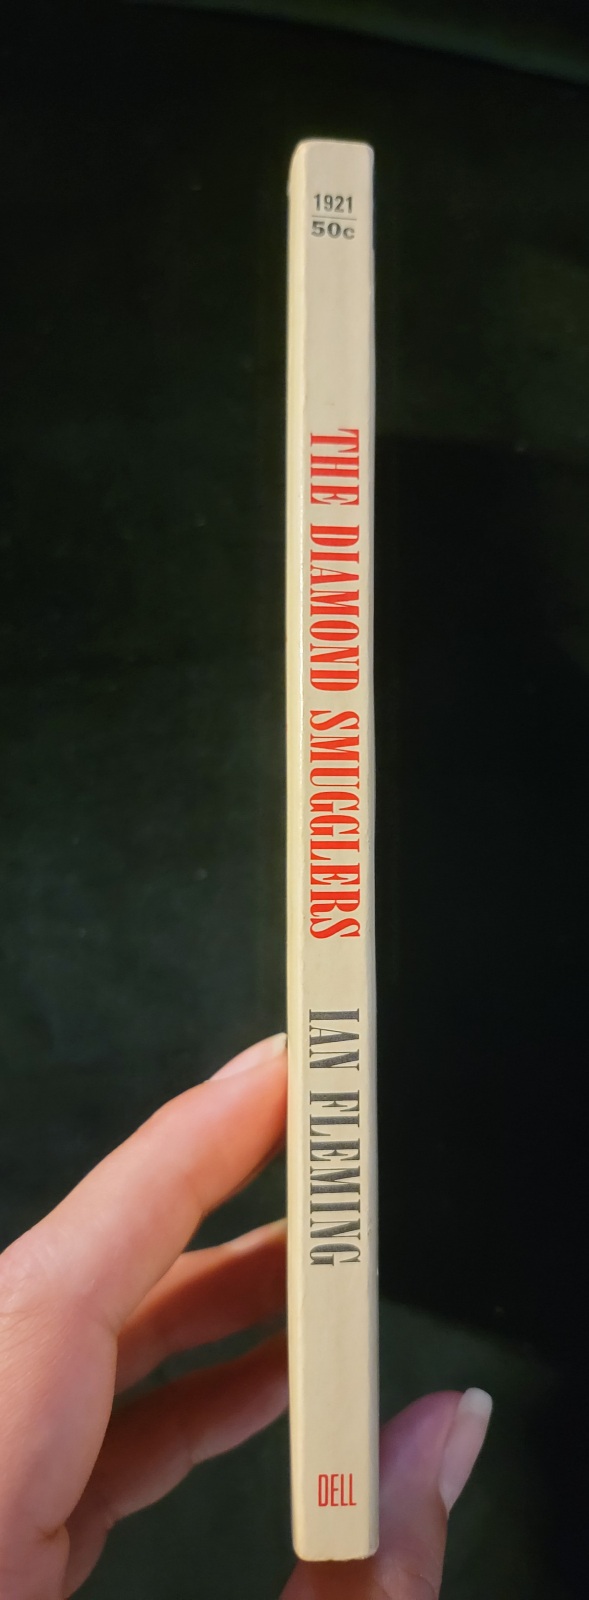 1921
50c
THE DIAMOND SMUGGLERS IAN FLEMING
DELL